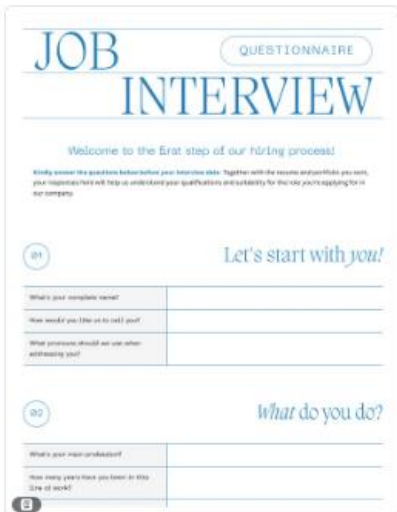 JOB
QUESTIONNAIRE
INTERVIEW
Welcome to the first step of our hiring process!
Kindly answer the questions below before your interview date. Together with the resume and portfolio you sent,
your responses here will help us understand your qualifications and suitability for the role you're applying for in
our company.
01
Let's start with you!
What's your complete name?
How would you like us to call you?
What pronouns should we use when
addressing you?
02
What do you do?
What's your main profession?
How many years have you been in this
line of work?